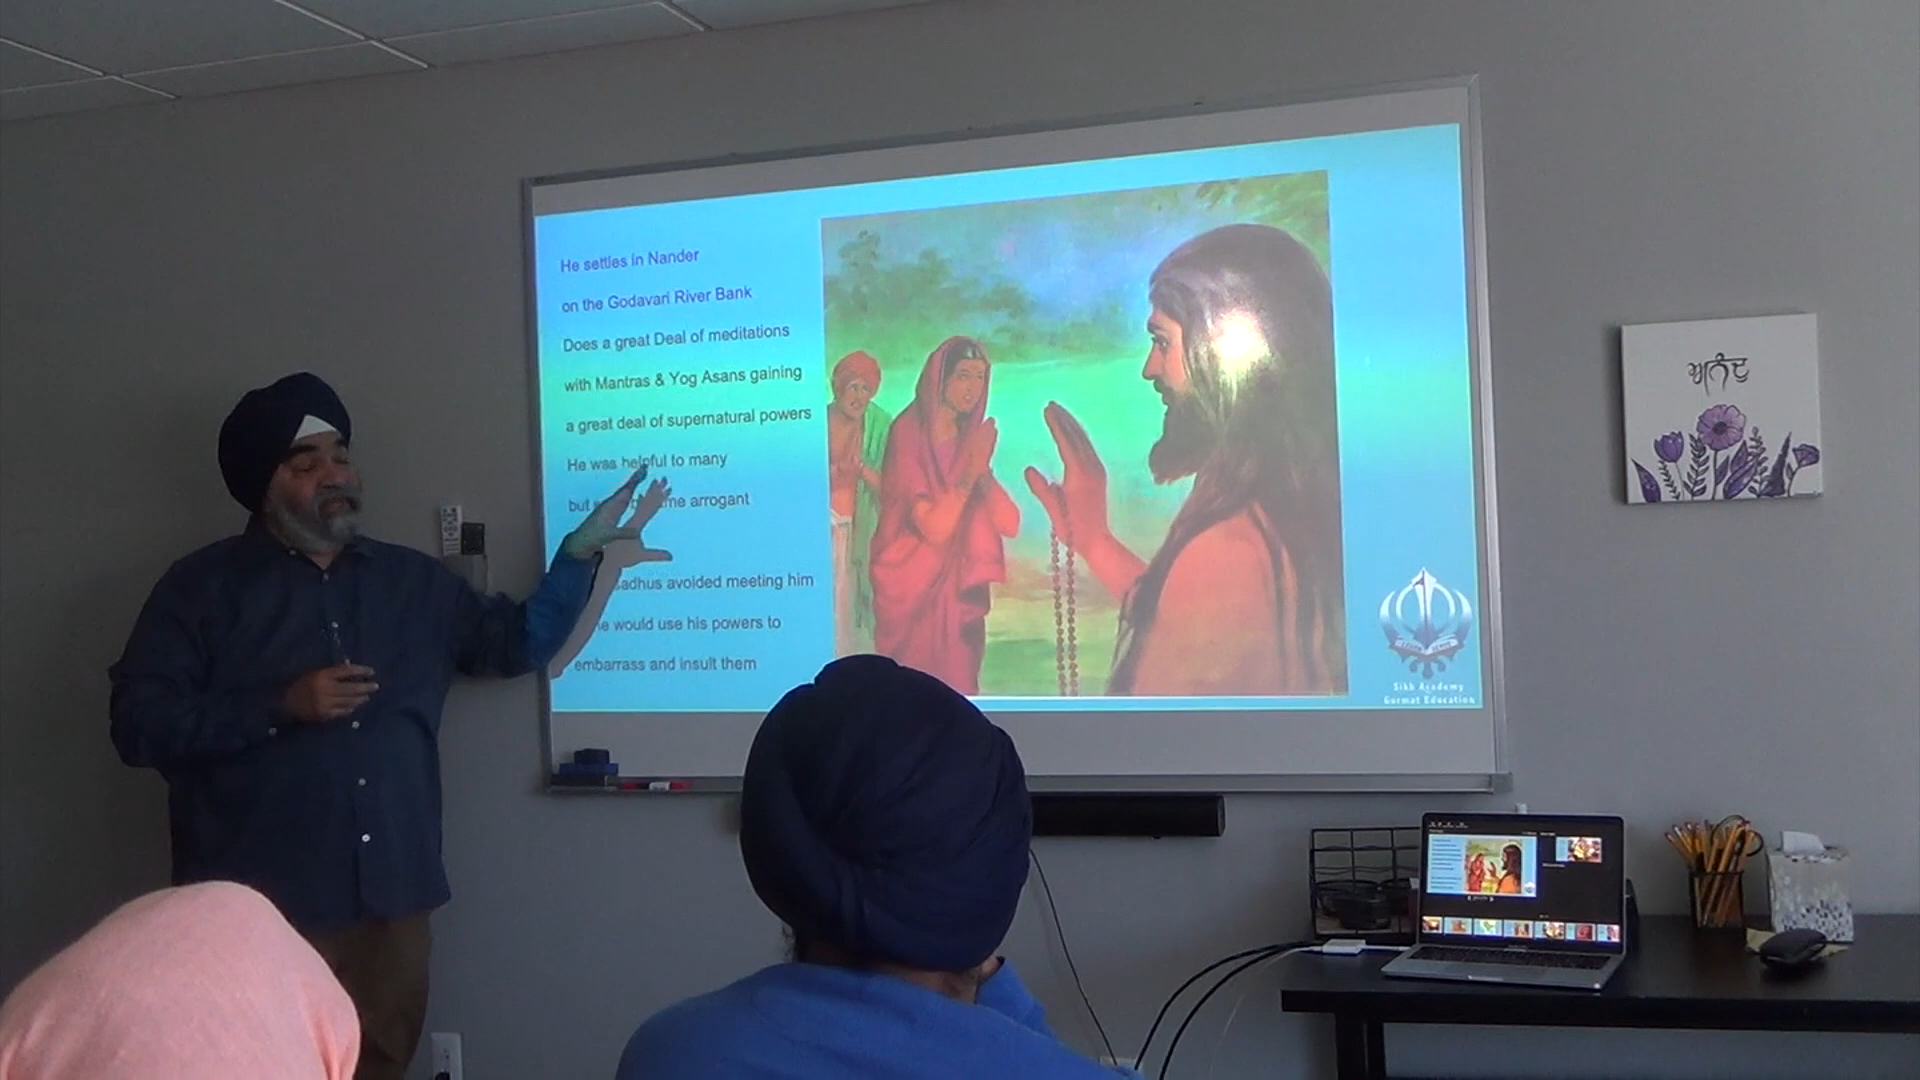 He settles in Nander
on the Godavari River Bank
Does a great Deal of meditations
with Mantras & Yog Asans gaining
a great deal of supernatural powers
He was helpful to many
but arrogant
sadhus avoided meeting him
he would use his powers to
embarrass and insult them
Sikh Academy
Gurmat Education
ਅਨੰਦੁ